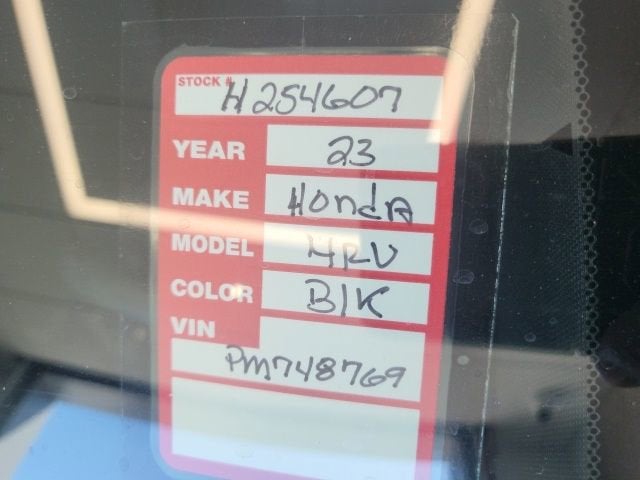 STOCK # H254607
YEAR 23
MAKE HondA
MODEL HRV
COLOR BlK
VIN
PM748769